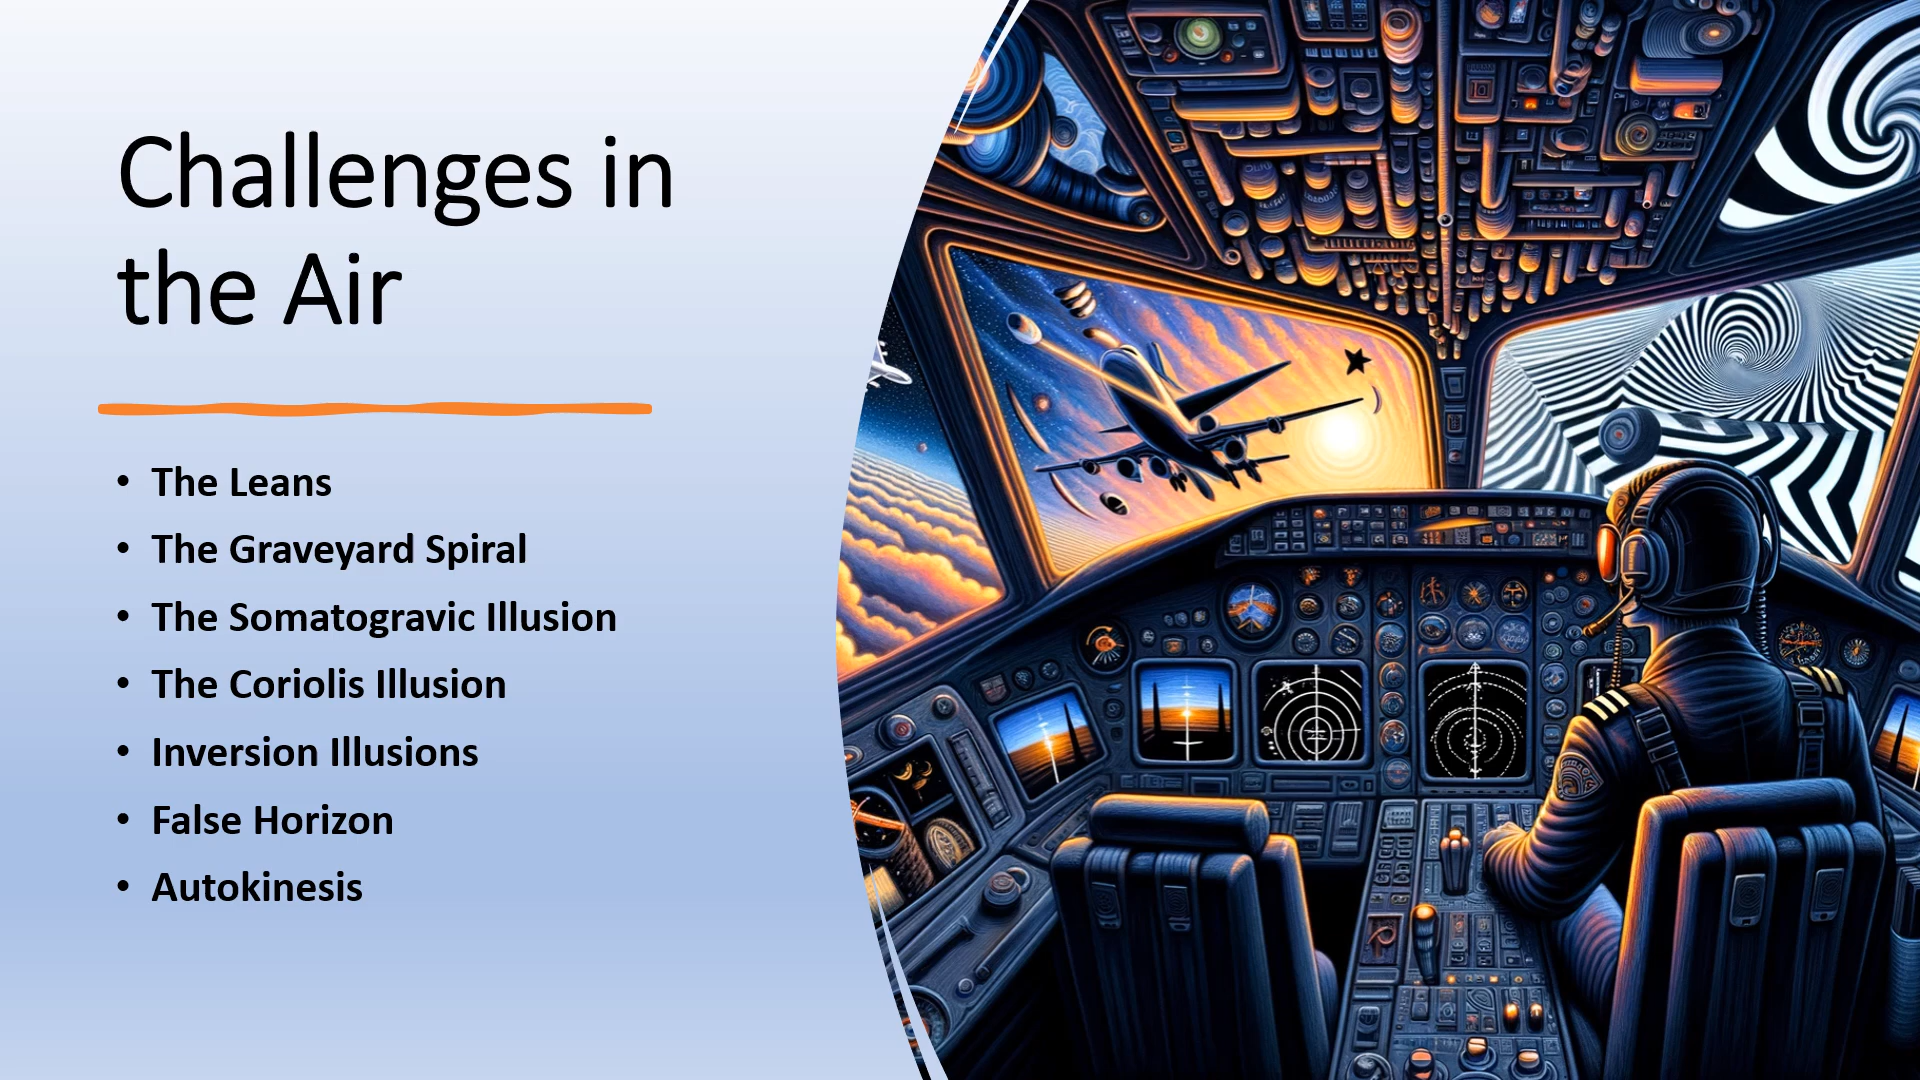 Challenges in
the Air
• The Leans
• The Graveyard Spiral
• The Somatogravic Illusion
• The Coriolis Illusion
• Inversion Illusions
• False Horizon
• Autokinesis